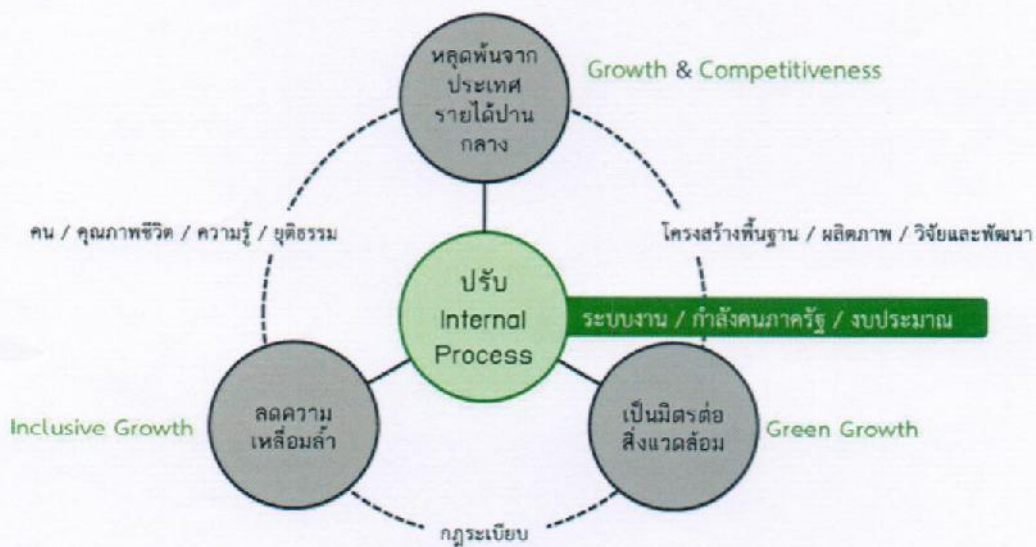 หลุดพ้นจาก
ประเทศ
รายได้ปาน
กลาง
Growth & Competitiveness
คน / คุณภาพชีวิต / ความรู้ / ยุติธรรม
โครงสร้างพื้นฐาน / ผลิตภาพ / วิจัยและพัฒนา
ปรับ
Internal
Process
ระบบงาน / กำลังคนภาครัฐ / งบประมาณ
Inclusive Growth
ลดความ
เหลื่อมล้ำ
เป็นมิตรต่อ
สิ่งแวดล้อม
Green Growth
กฎระเบียบ